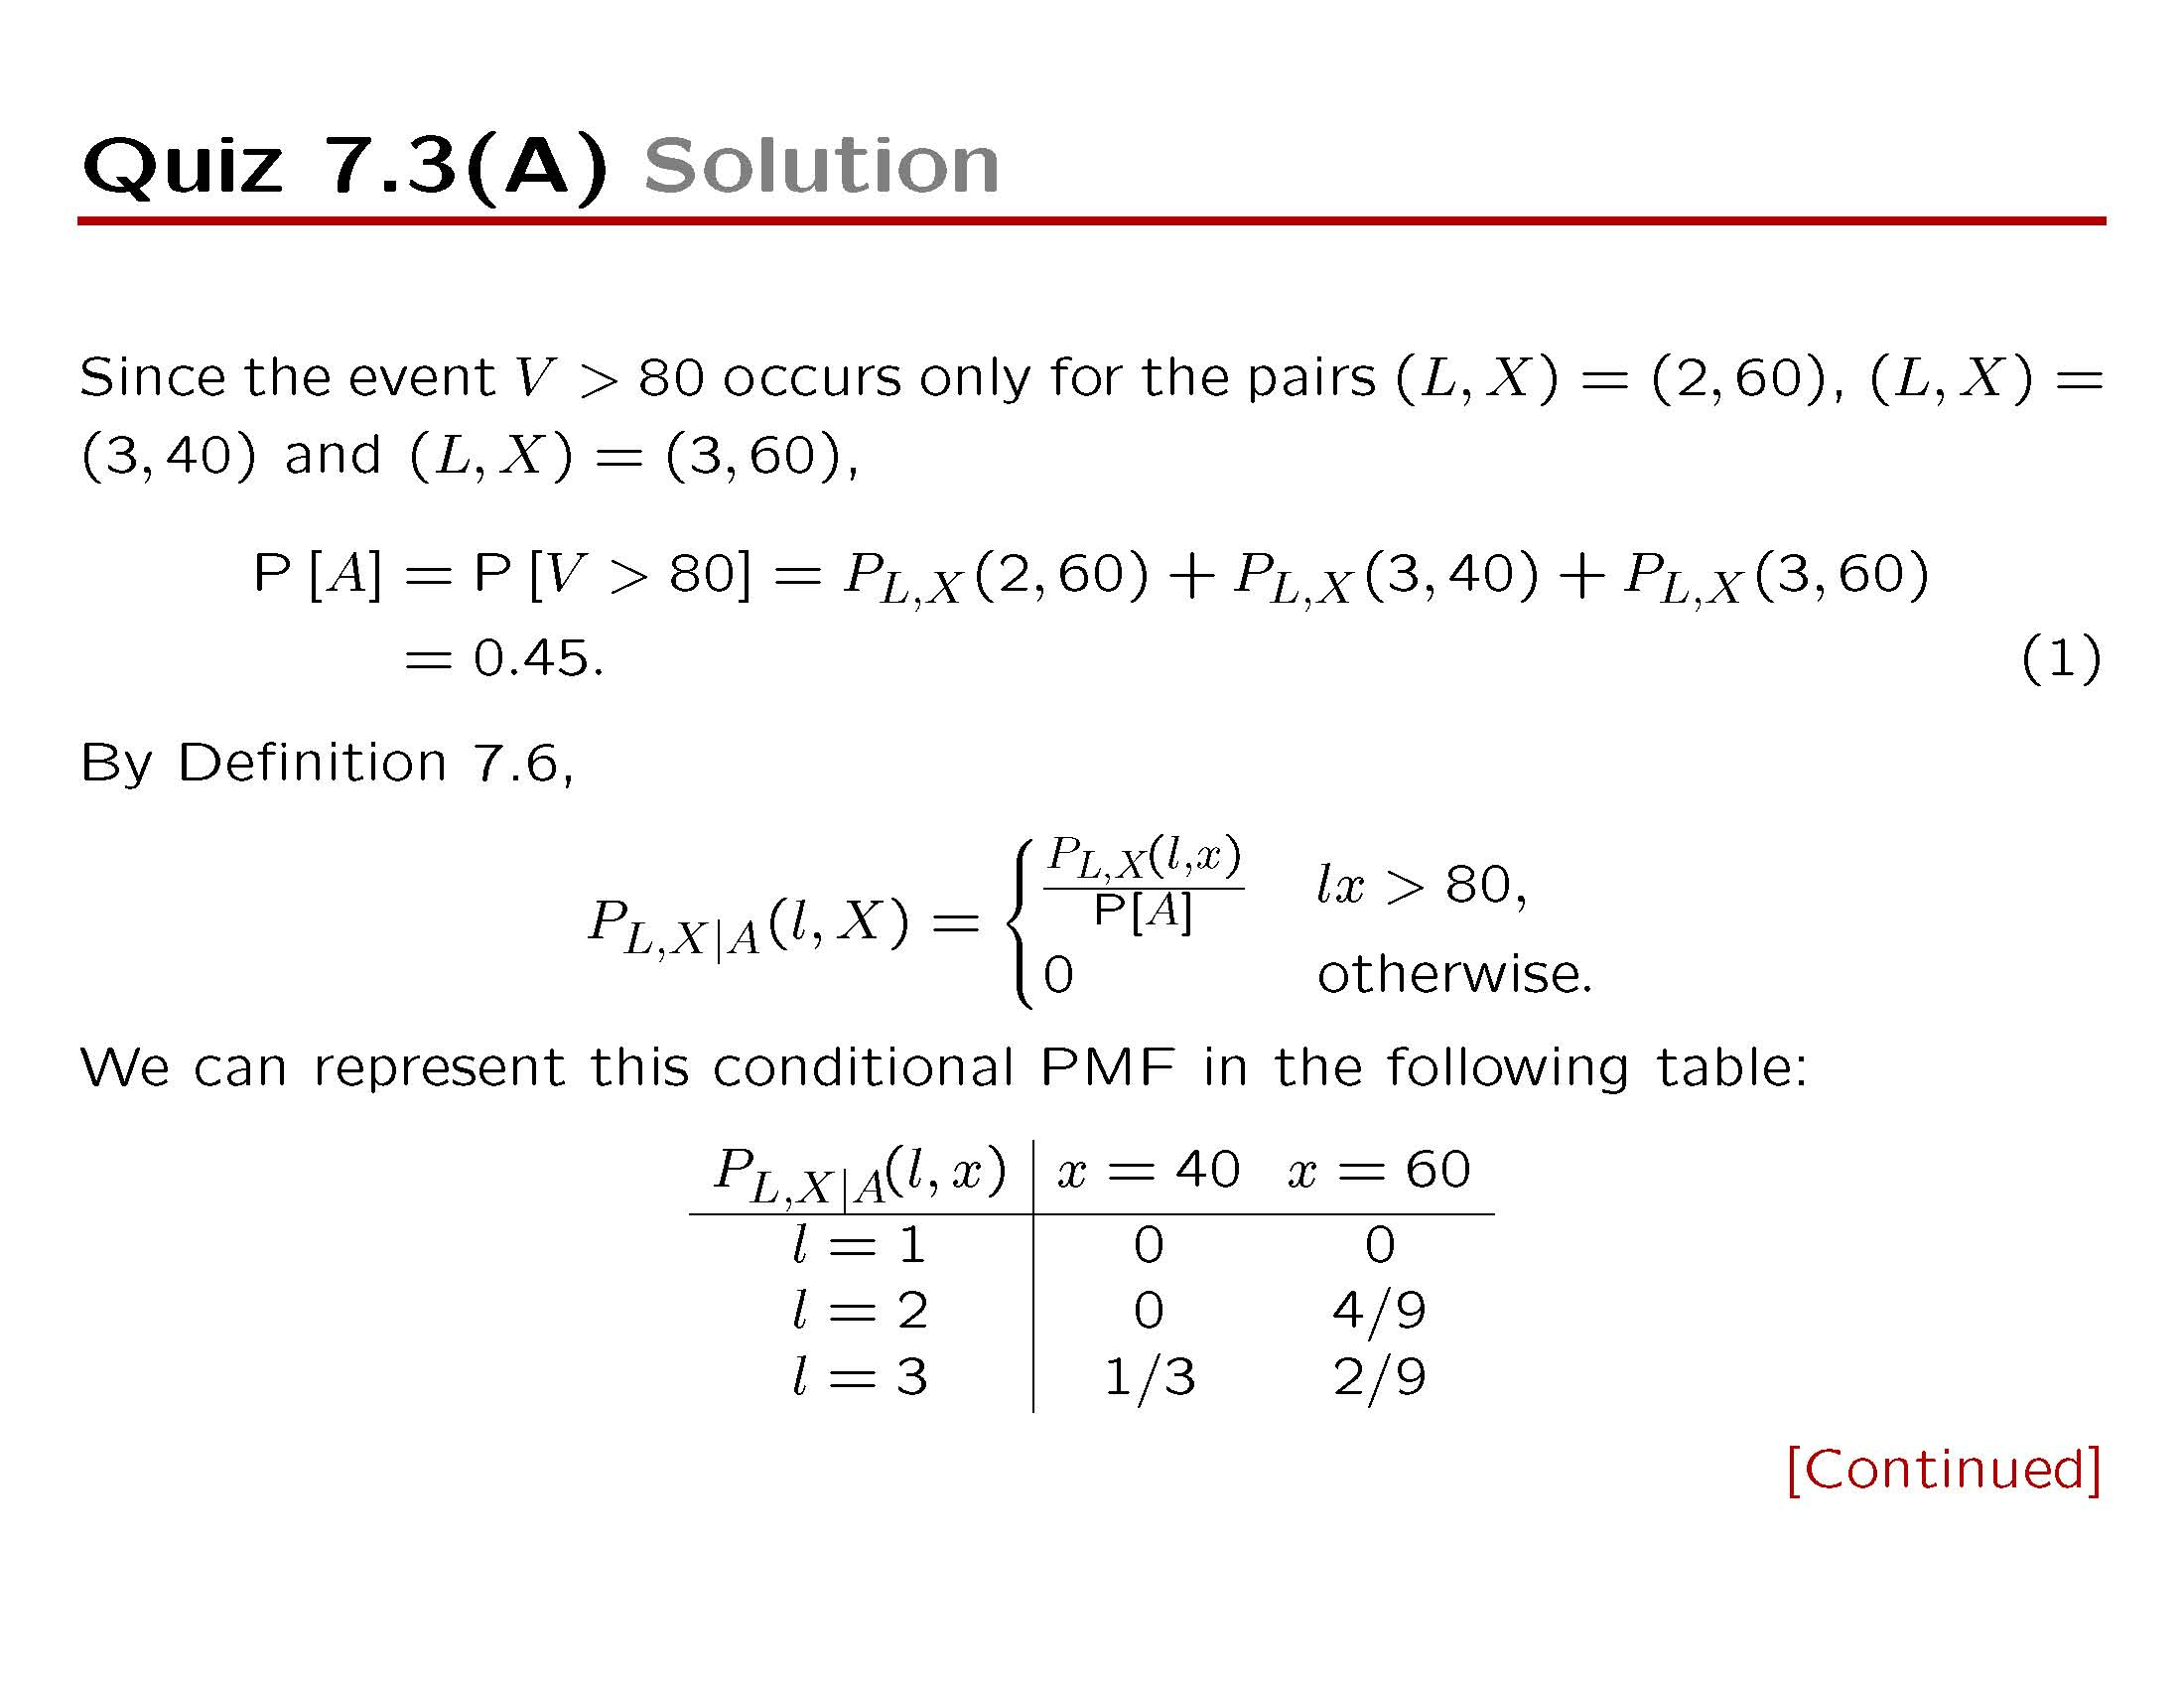 Quiz 7.3(A) Solution
Since the event V > 80 occurs only for the pairs (L, X) = (2, 60), (L, X) =
(3, 40) and (L, X) = (3, 60),
P [A] = P [V > 80] = P_{L,X}(2, 60) + P_{L,X}(3, 40) + P_{L,X}(3, 60)
= 0.45. (1)
By Definition 7.6,
P_{L,X|A}(l, X) = { \frac{P_{L,X}(l,x)}{P[A]} lx > 80,
0 otherwise.
We can represent this conditional PMF in the following table:
P_{L,X|A}(l, x) x = 40 x = 60
l = 1 0 0
l = 2 0 4/9
l = 3 1/3 2/9
[Continued]